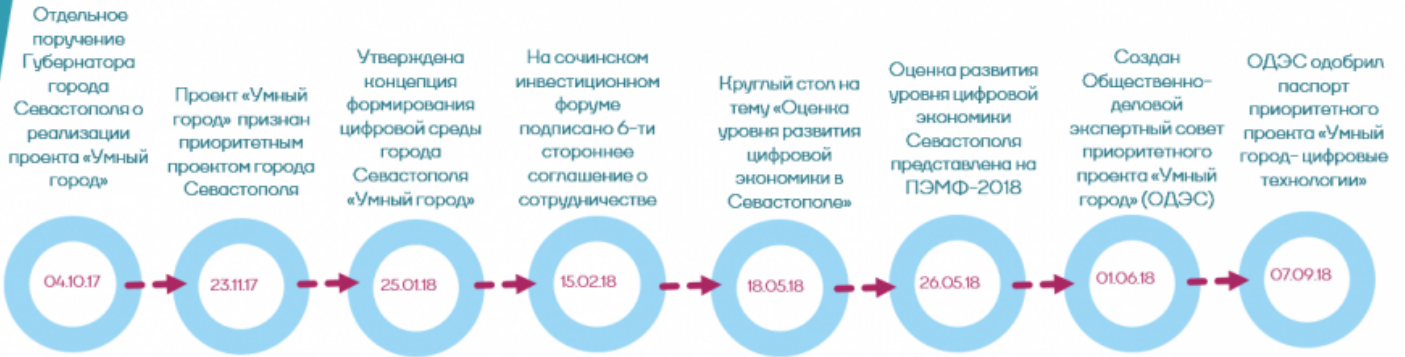 Отдельное
поручение
Губернатора
города
Севастополя о
реализации
проекта «Умный
город»
04.10.17
Проект «Умный
город» признан
приоритетным
проектом города
Севастополя
23.11.17
Утверждена
концепция
формирования
цифровой среды
города
Севастополя
«Умный город»
25.01.18
На сочинском
инвестиционном
форуме
подписано 6-ти
стороннее
соглашение о
сотрудничестве
15.02.18
Круглый стол на
тему «Оценка
уровня развития
цифровой
экономики в
Севастополе»
18.05.18
Оценка развития
уровня цифровой
экономики
Севастополя
представлена на
ПЭМФ-2018
26.05.18
Создан
Общественно-
деловой
экспертный совет
приоритетного
проекта «Умный
город» (ОДЭС)
01.06.18
ОДЭС одобрил
паспорт
приоритетного
проекта «Умный
город- цифровые
технологии»
07.09.18